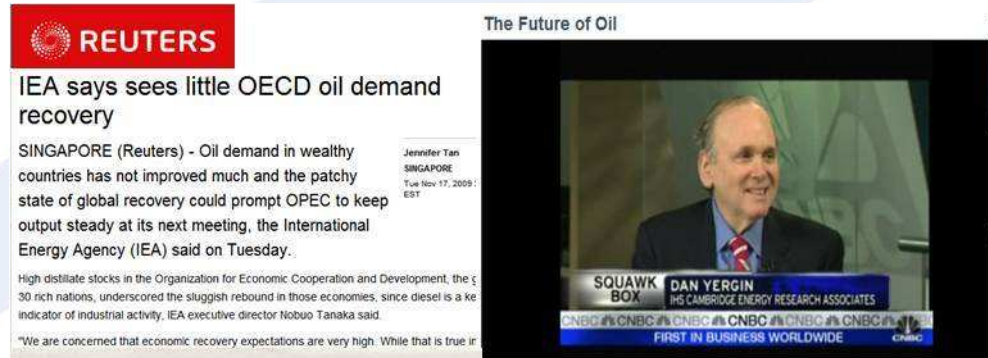 REUTERS
IEA says sees little OECD oil demand
recovery
SINGAPORE (Reuters) - Oil demand in wealthy
countries has not improved much and the patchy
state of global recovery could prompt OPEC to keep
output steady at its next meeting, the International
Energy Agency (IEA) said on Tuesday.
Jennifer Tan
SINGAPORE
Tue Nov 17, 2009
EST
High distillate stocks in the Organization for Economic Cooperation and Development, the
30 rich nations, underscored the sluggish rebound in those economies, since diesel is a
indicator of industrial activity, IEA executive director Nobuo Tanaka said.
"We are concerned that economic recovery expectations are very high. While that is true
The Future of Oil
SQUAWK
BOX
DAN YERGIN
IHS CAMBRIDGE ENERGY RESEARCH ASSOCIATES
CNBC CNBC CNBC CNBC CNBC CNBC CNBC
FIRST IN BUSINESS WORLDWIDE
CNBC